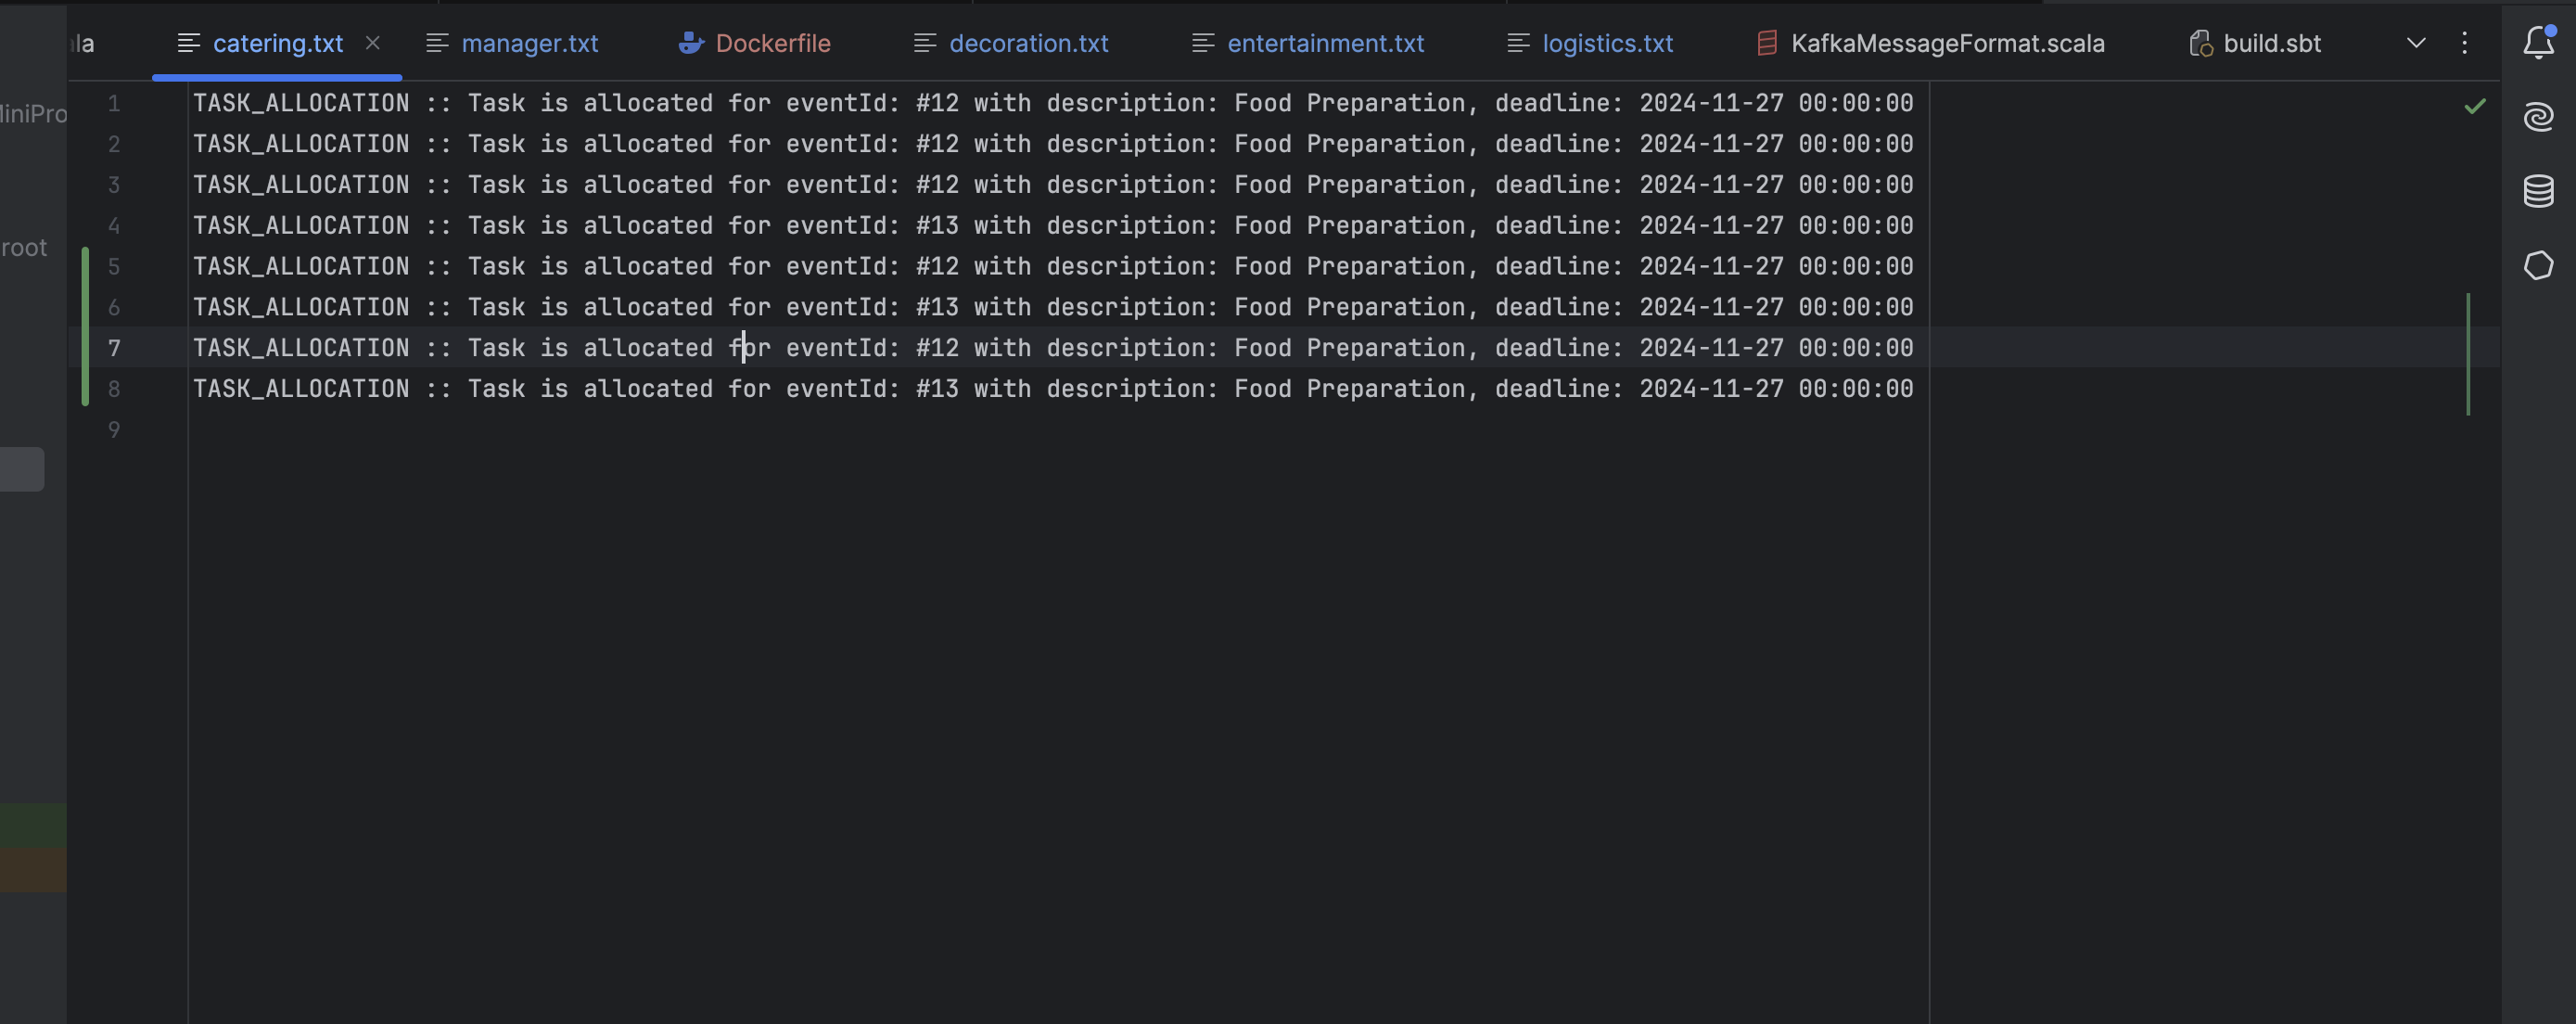 la catering.txt manager.txt Dockerfile decoration.txt entertainment.txt logistics.txt KafkaMessageFormat.scala build.sbt
iniPro
root
1 TASK_ALLOCATION :: Task is allocated for eventId: #12 with description: Food Preparation, deadline: 2024-11-27 00:00:00
2 TASK_ALLOCATION :: Task is allocated for eventId: #12 with description: Food Preparation, deadline: 2024-11-27 00:00:00
3 TASK_ALLOCATION :: Task is allocated for eventId: #12 with description: Food Preparation, deadline: 2024-11-27 00:00:00
4 TASK_ALLOCATION :: Task is allocated for eventId: #13 with description: Food Preparation, deadline: 2024-11-27 00:00:00
5 TASK_ALLOCATION :: Task is allocated for eventId: #12 with description: Food Preparation, deadline: 2024-11-27 00:00:00
6 TASK_ALLOCATION :: Task is allocated for eventId: #13 with description: Food Preparation, deadline: 2024-11-27 00:00:00
7 TASK_ALLOCATION :: Task is allocated for eventId: #12 with description: Food Preparation, deadline: 2024-11-27 00:00:00
8 TASK_ALLOCATION :: Task is allocated for eventId: #13 with description: Food Preparation, deadline: 2024-11-27 00:00:00
9